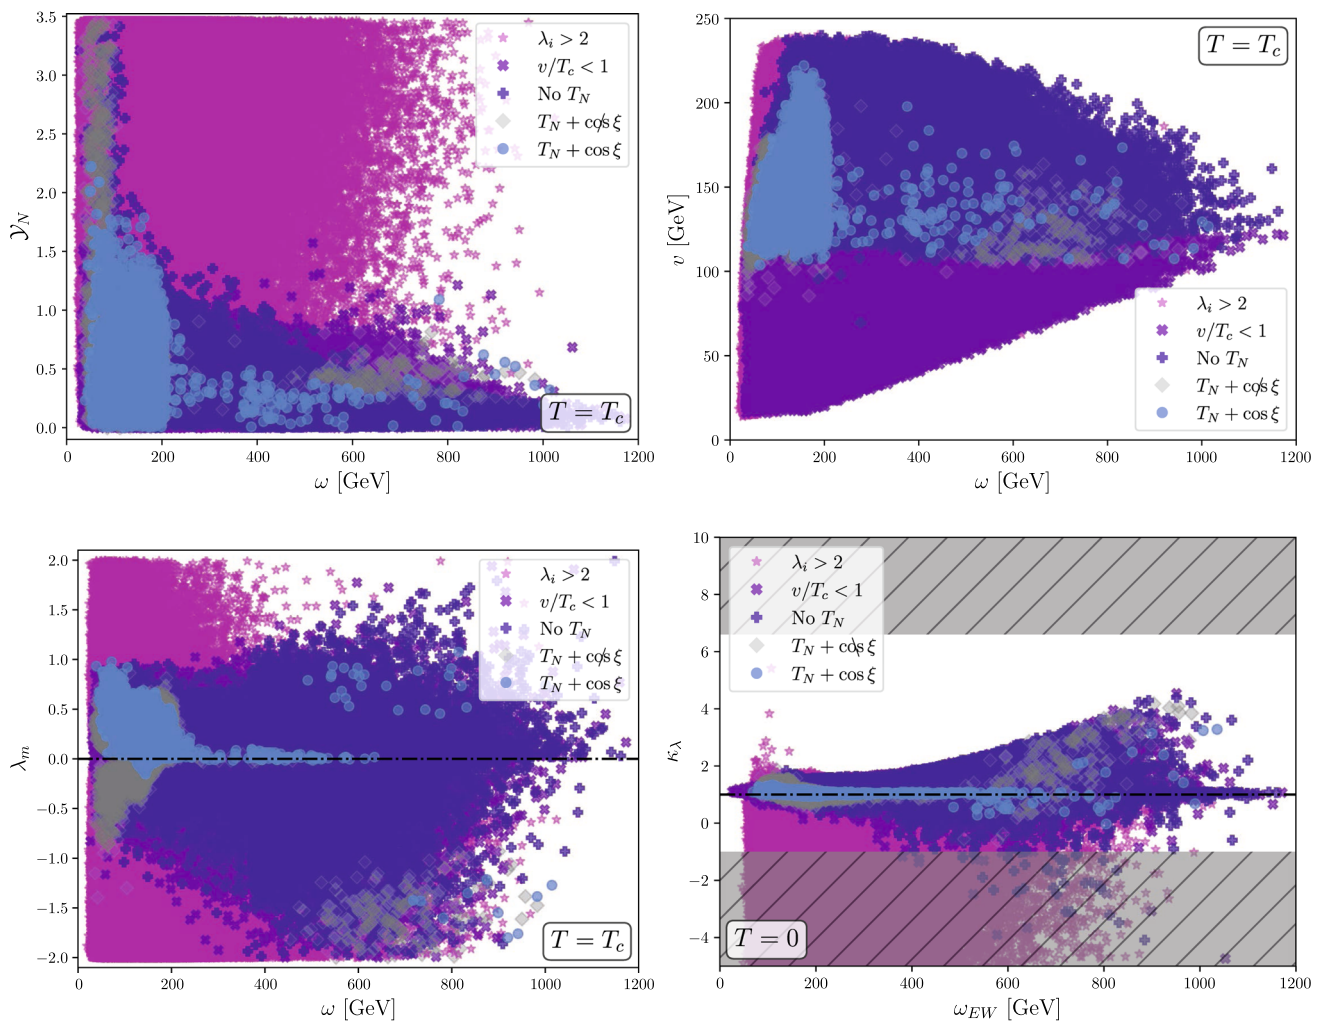 3.5
3.0
2.5
2.0
1.5
1.0
0.5
0.0
𝒴_N
λ_i > 2
v/T_c < 1
No T_N
T_N + co̸s ξ
T_N + cos ξ
T = T_c
0 200 400 600 800 1000 1200
ω [GeV]
250
200
150
100
50
0
v [GeV]
T = T_c
λ_i > 2
v/T_c < 1
No T_N
T_N + co̸s ξ
T_N + cos ξ
0 200 400 600 800 1000 1200
ω [GeV]
2.0
1.5
1.0
0.5
0.0
−0.5
−1.0
−1.5
−2.0
λ_m
λ_i > 2
v/T_c < 1
No T_N
T_N + co̸s ξ
T_N + cos ξ
T = T_c
0 200 400 600 800 1000 1200
ω [GeV]
10
8
6
4
2
0
−2
−4
κ_λ
λ_i > 2
v/T_c < 1
No T_N
T_N + co⃥s ξ
T_N + cos ξ
T = 0
0 200 400 600 800 1000 1200
ω_{EW} [GeV]